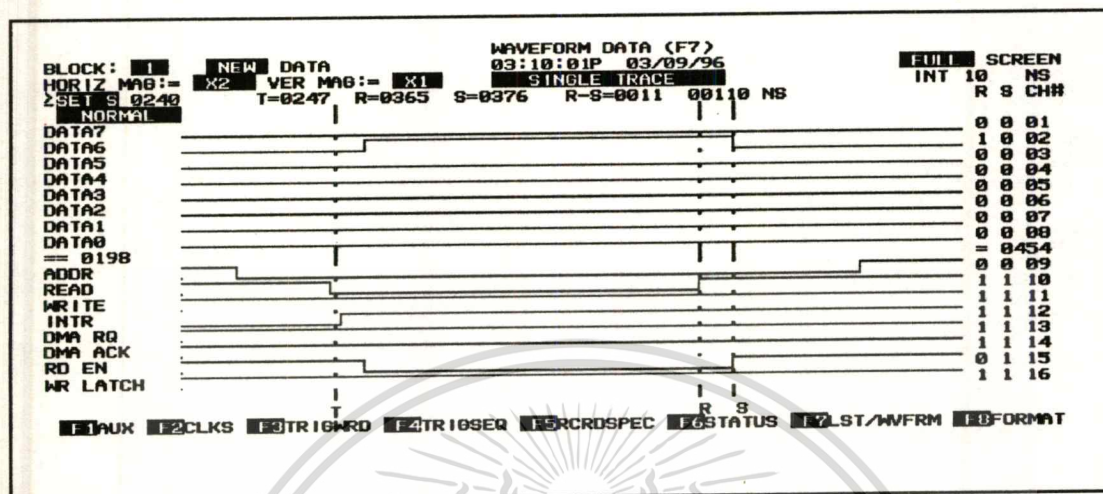 WAVEFORM DATA (F7)
BLOCK: 1 NEW DATA 03:10:01P 03/09/96 FULL SCREEN
HORIZ MAG:= X2 VER MAG:= X1 SINGLE TRACE INT 10 NS
≥SET S 0240 T=0247 R=0365 S=0376 R-S=0011 00110 NS R S CH#
NORMAL
DATA7 0 0 01
DATA6 1 0 02
DATA5 0 0 03
DATA4 0 0 04
DATA3 0 0 05
DATA2 0 0 06
DATA1 0 0 07
DATA0 0 0 08
== 0198 = 0454
ADDR 0 0 09
READ 1 1 10
WRITE 1 1 11
INTR 1 1 12
DMA RQ 1 1 13
DMA ACK 1 1 14
RD EN 0 1 15
WR LATCH 1 1 16
T R S
F1AUX F2CLKS F3TRIGWRD F4TRIGSEQ F5RCRDSPEC F6STATUS F7LST/WVFRM F8FORMAT